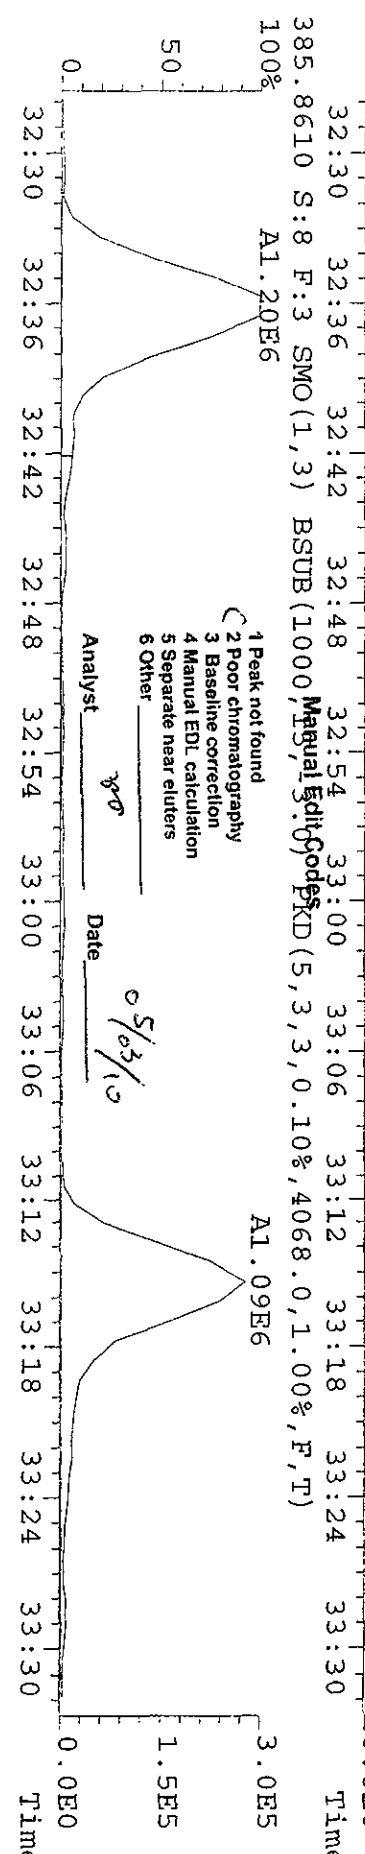 32:30 32:36 32:42 32:48 32:54 33:00 33:06 33:12 33:18 33:24 33:30 Time
385.8610 S:8 F:3 SMO(1,3) BSUB(1000,15,-3.0) PKD(5,3,3,0.10%,4068.0,1.00%,F,T)
100%
50
0
A1.20E6
A1.09E6
3.0E5
1.5E5
0.0E0
Manual Edit Codes
1 Peak not found
2 Poor chromatography
3 Baseline correction
4 Manual EDL calculation
5 Separate near eluters
6 Other
Analyst
Date 05/03/10
32:30 32:36 32:42 32:48 32:54 33:00 33:06 33:12 33:18 33:24 33:30 Time